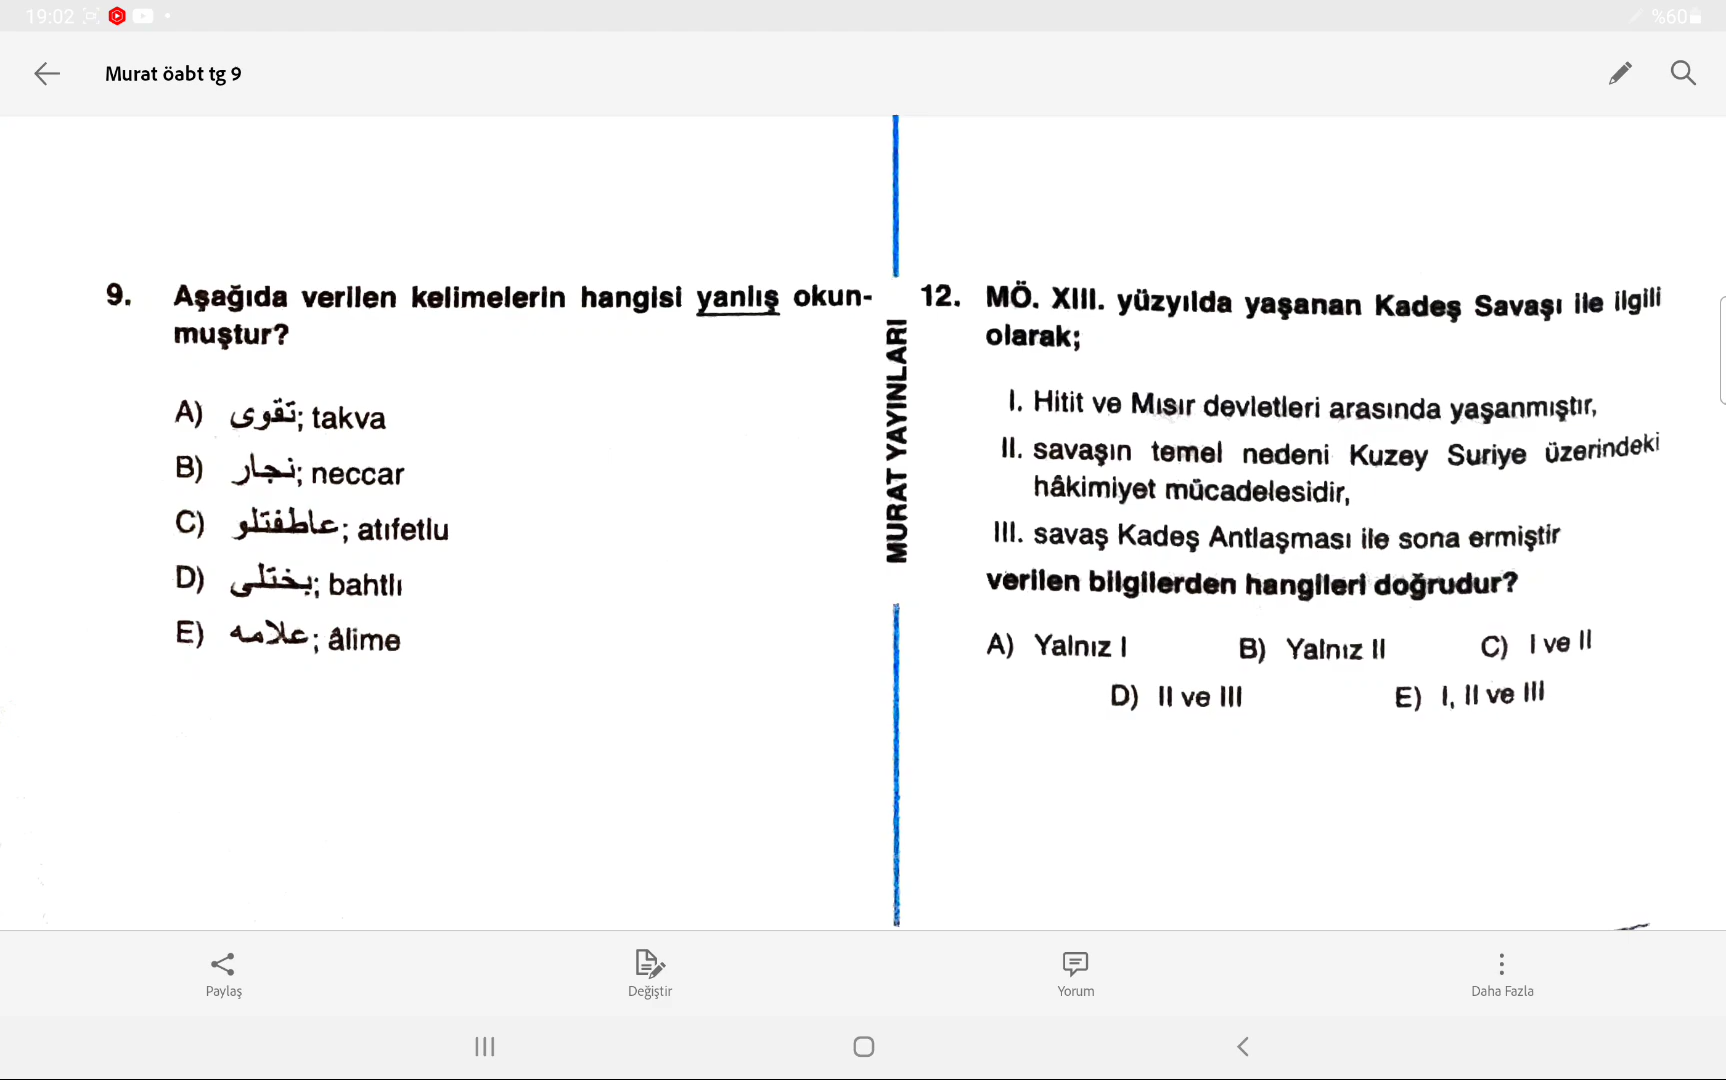 19:02
%60
Murat öabt tg 9
9. Aşağıda verilen kelimelerin hangisi yanlış okun-
muştur?
A) تقوى; takva
B) نجار; neccar
C) عاطفتلو; atıfetlu
D) بختلى; bahtlı
E) علامه; âlime
MURAT YAYINLARI
12. MÖ. XIII. yüzyılda yaşanan Kadeş Savaşı ile ilgili
olarak;
I. Hitit ve Mısır devletleri arasında yaşanmıştır,
II. savaşın temel nedeni Kuzey Suriye üzerindeki
hâkimiyet mücadelesidir,
III. savaş Kadeş Antlaşması ile sona ermiştir
verilen bilgilerden hangileri doğrudur?
A) Yalnız I B) Yalnız II C) I ve II
D) II ve III E) I, II ve III
Paylaş Değiştir Yorum Daha Fazla